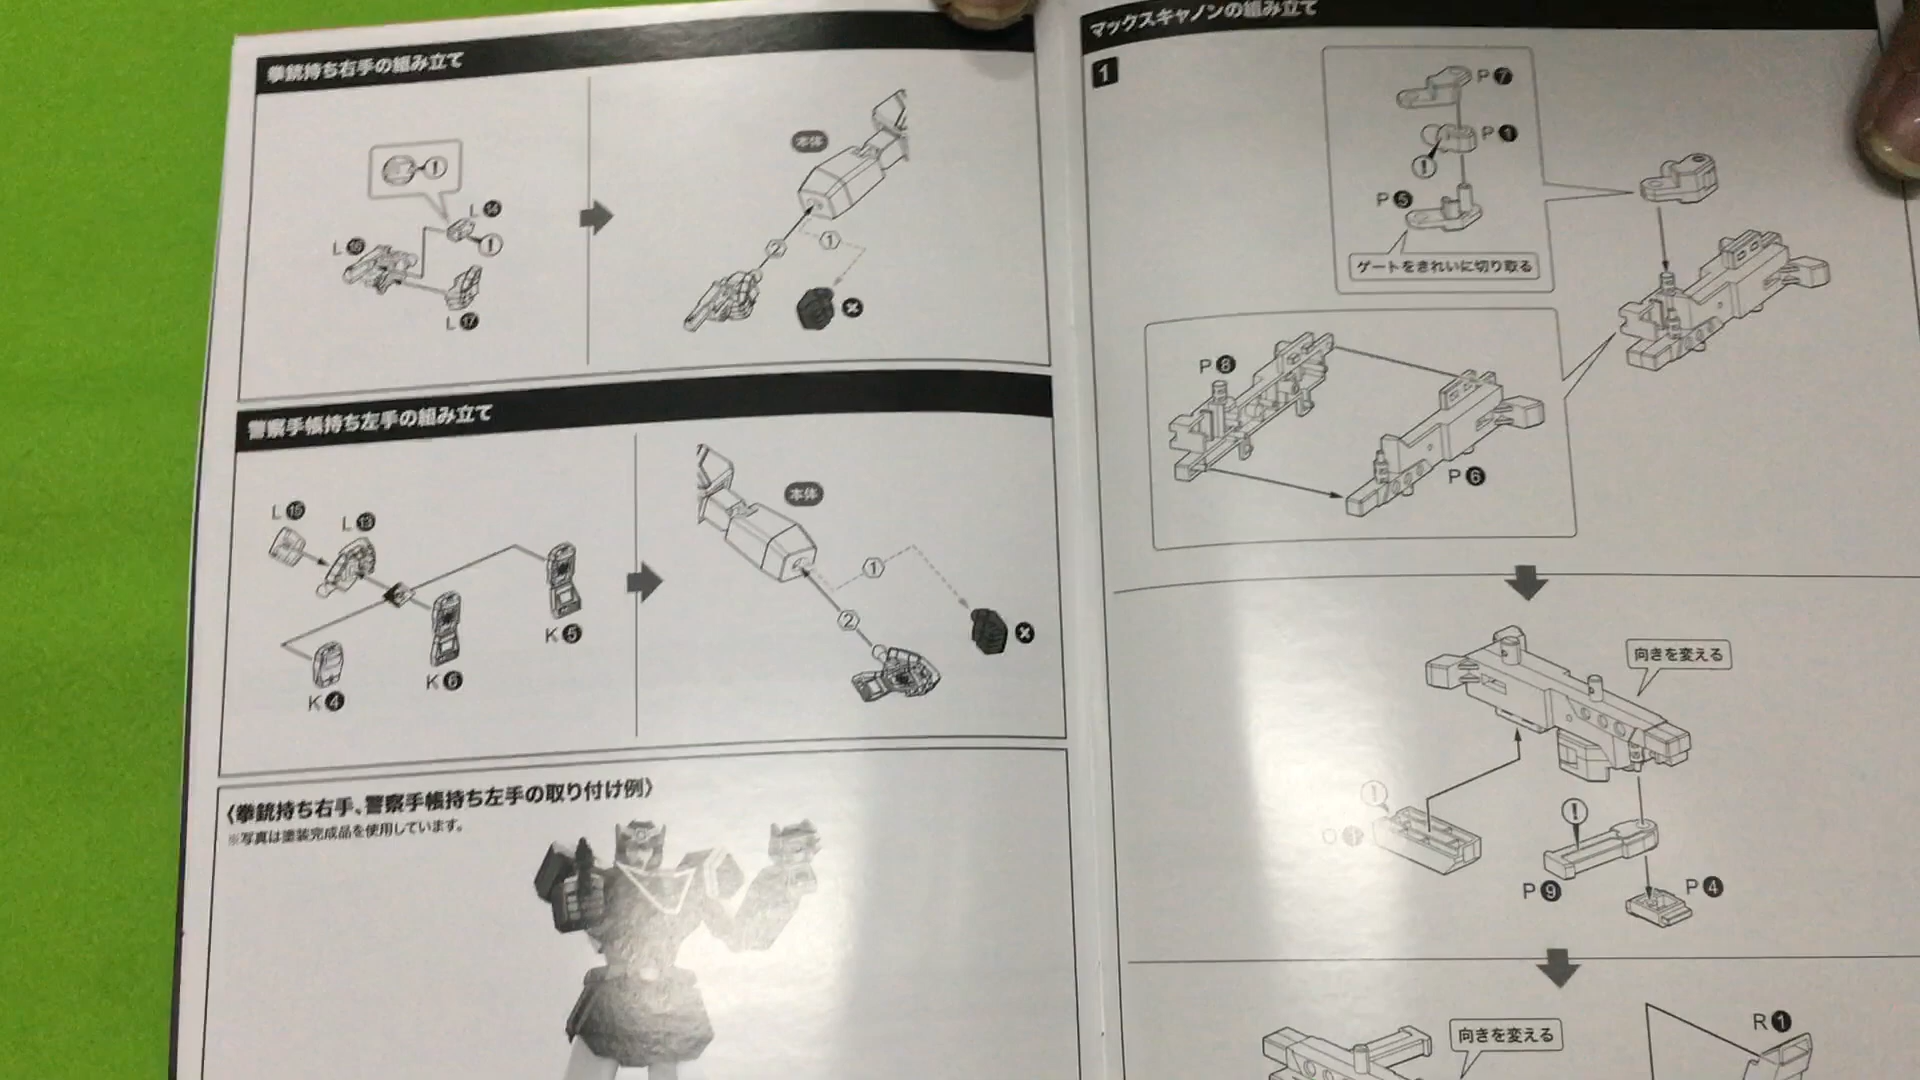 拳銃持ち右手の組み立て
!
L14
!
L16
L17
本体
1
2
警察手帳持ち左手の組み立て
L15
L13
K5
K6
K4
本体
1
2
〈拳銃持ち右手、警察手帳持ち左手の取り付け例〉
※写真は塗装完成品を使用しています。
マックスキャノンの組み立て
1
P7
P1
!
P5
ゲートをきれいに切り取る
P8
P6
向きを変える
!
!
P9
P4
向きを変える
R1